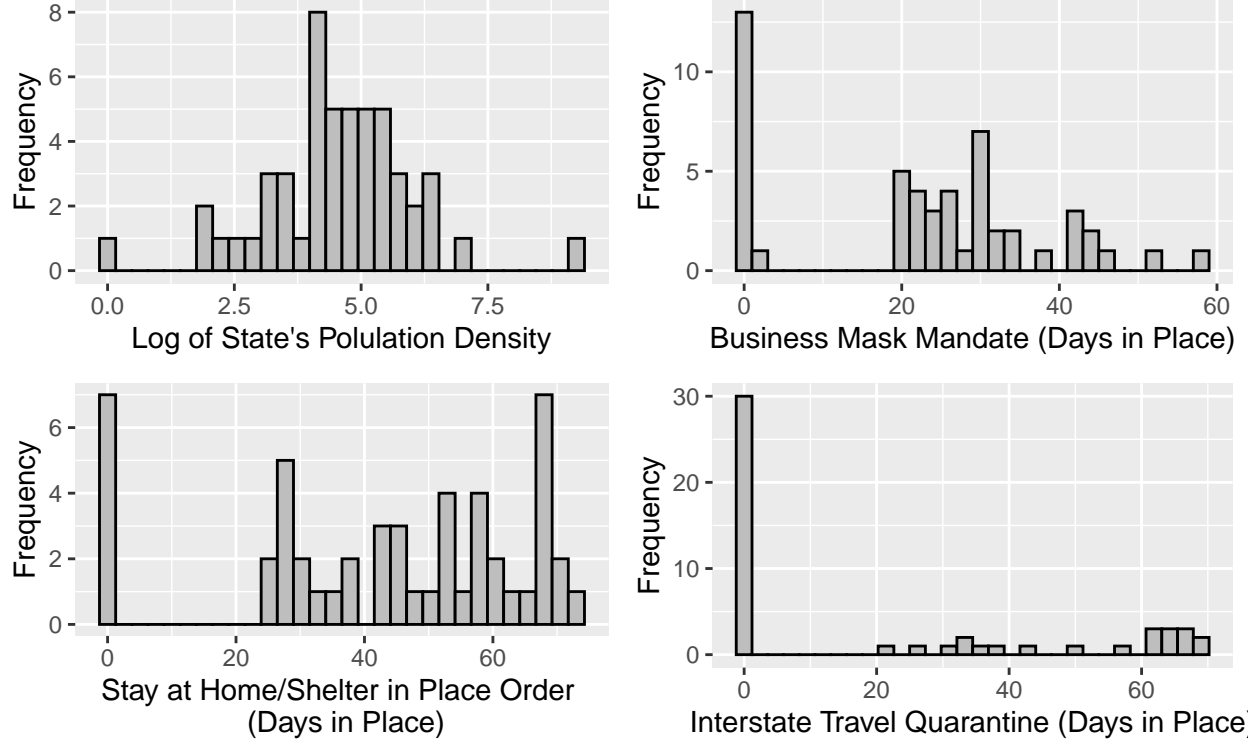 8
6
4
2
0
Frequency
0.0 2.5 5.0 7.5
Log of State's Polulation Density
10
5
0
Frequency
0 20 40 60
Business Mask Mandate (Days in Place)
6
4
2
0
Frequency
0 20 40 60
Stay at Home/Shelter in Place Order
(Days in Place)
30
20
10
0
Frequency
0 20 40 60
Interstate Travel Quarantine (Days in Place)